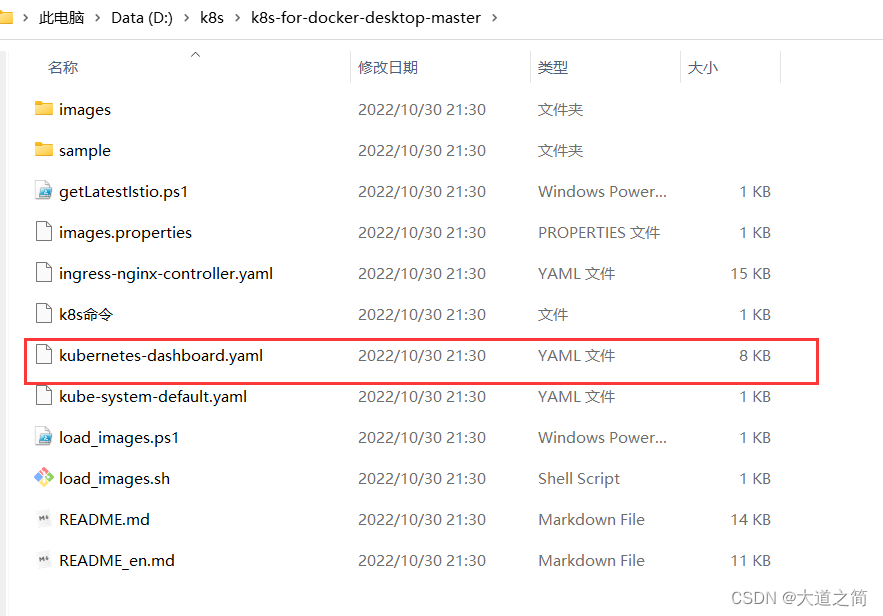 此电脑 › Data (D:) › k8s › k8s-for-docker-desktop-master ›
名称 修改日期 类型 大小
images 2022/10/30 21:30 文件夹
sample 2022/10/30 21:30 文件夹
getLatestIstio.ps1 2022/10/30 21:30 Windows Power... 1 KB
images.properties 2022/10/30 21:30 PROPERTIES 文件 1 KB
ingress-nginx-controller.yaml 2022/10/30 21:30 YAML 文件 15 KB
k8s命令 2022/10/30 21:30 文件 1 KB
kubernetes-dashboard.yaml 2022/10/30 21:30 YAML 文件 8 KB
kube-system-default.yaml 2022/10/30 21:30 YAML 文件 1 KB
load_images.ps1 2022/10/30 21:30 Windows Power... 1 KB
load_images.sh 2022/10/30 21:30 Shell Script 1 KB
README.md 2022/10/30 21:30 Markdown File 14 KB
README_en.md 2022/10/30 21:30 Markdown File 11 KB
CSDN @大道之简